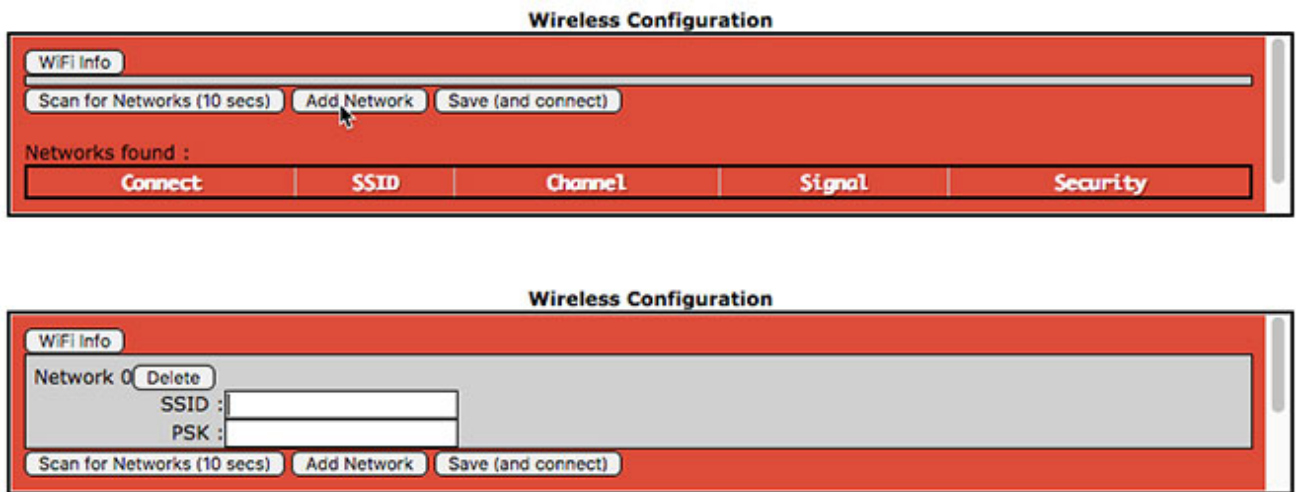 Wireless Configuration
WiFi Info
Scan for Networks (10 secs) Add Network Save (and connect)
Networks found :
Connect SSID Channel Signal Security
Wireless Configuration
WiFi Info
Network 0 Delete
SSID :
PSK :
Scan for Networks (10 secs) Add Network Save (and connect)